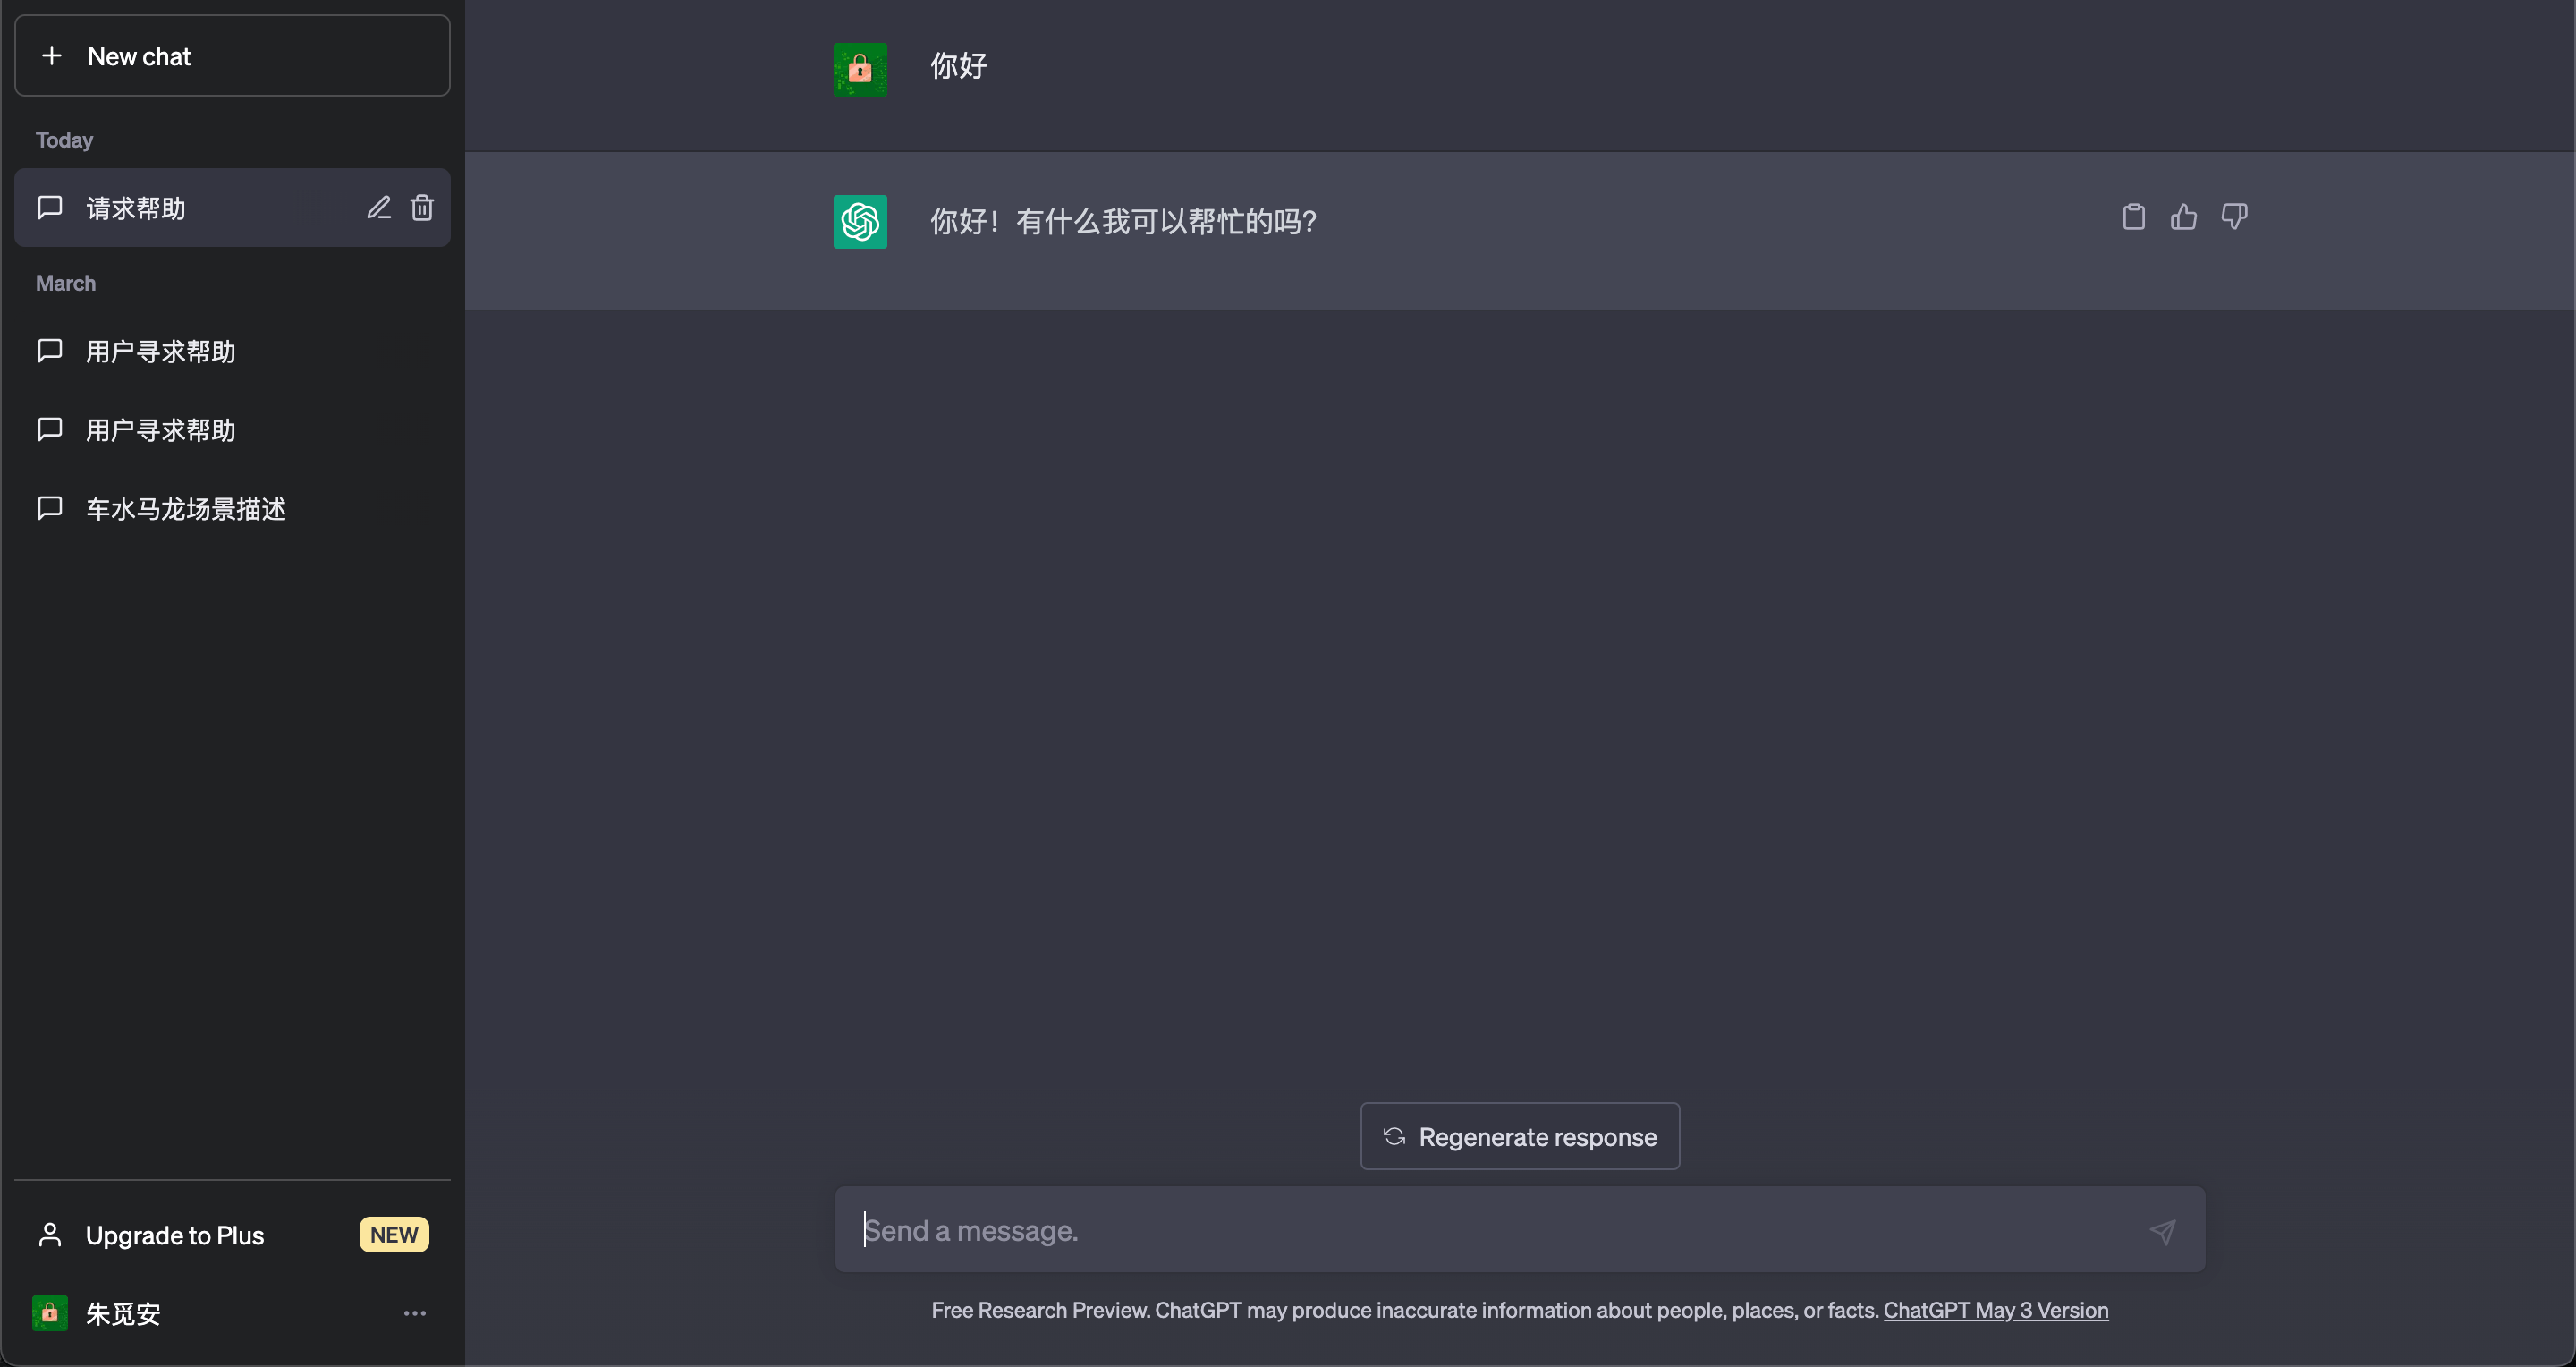 New chat
Today
请求帮助
March
用户寻求帮助
用户寻求帮助
车水马龙场景描述
Upgrade to Plus NEW
朱觅安
你好
你好！有什么我可以帮忙的吗？
Regenerate response
Send a message.
Free Research Preview. ChatGPT may produce inaccurate information about people, places, or facts. ChatGPT May 3 Version